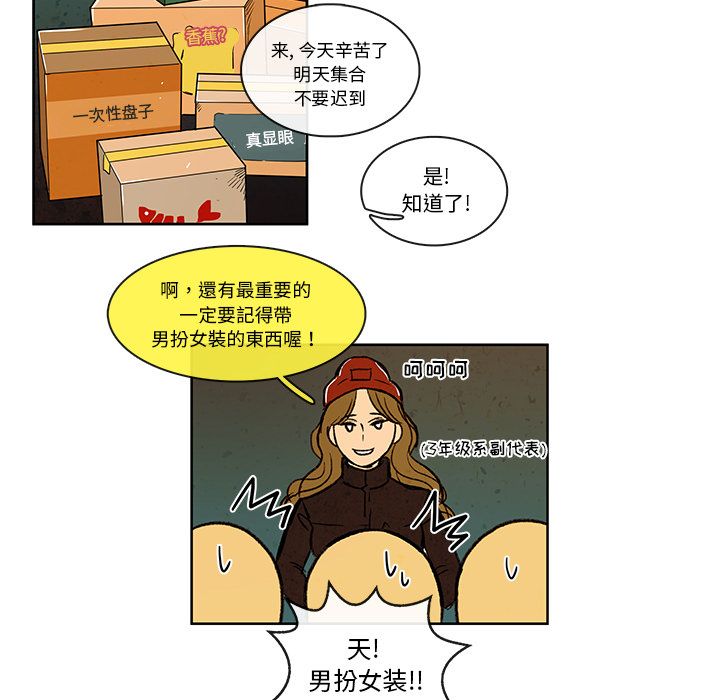 香蕉?
来, 今天辛苦了
明天集合
不要迟到
一次性盘子
真显眼
是!
知道了!
啊，還有最重要的
一定要記得帶
男扮女裝的東西喔！
呵呵呵
(3年级系副代表)
天!
男扮女装!!